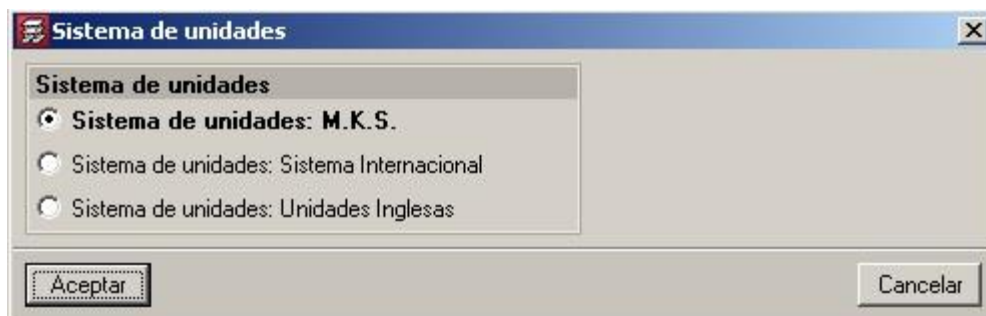 Sistema de unidades
Sistema de unidades
Sistema de unidades: M.K.S.
Sistema de unidades: Sistema Internacional
Sistema de unidades: Unidades Inglesas
Aceptar
Cancelar